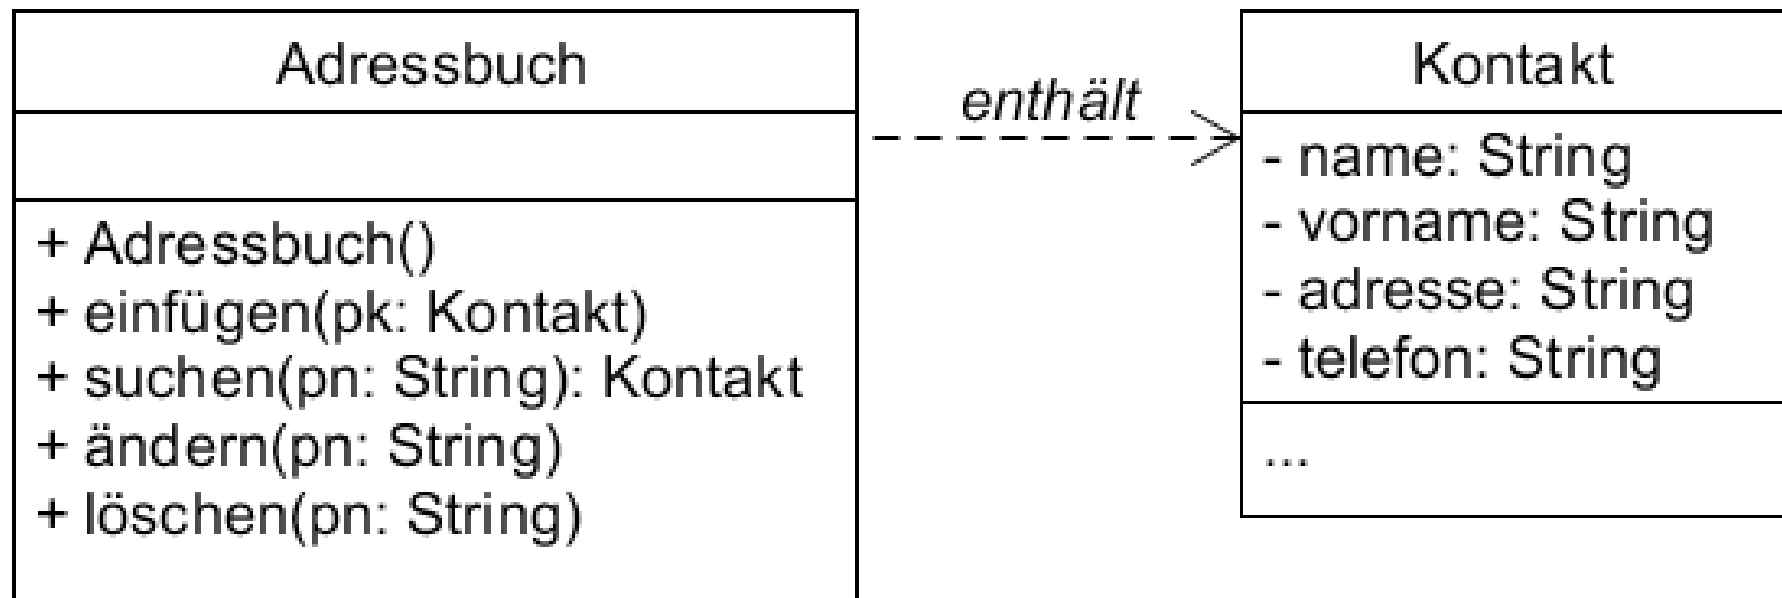 Adressbuch
+ Adressbuch()
+ einfügen(pk: Kontakt)
+ suchen(pn: String): Kontakt
+ ändern(pn: String)
+ löschen(pn: String)
enthält
Kontakt
- name: String
- vorname: String
- adresse: String
- telefon: String
...